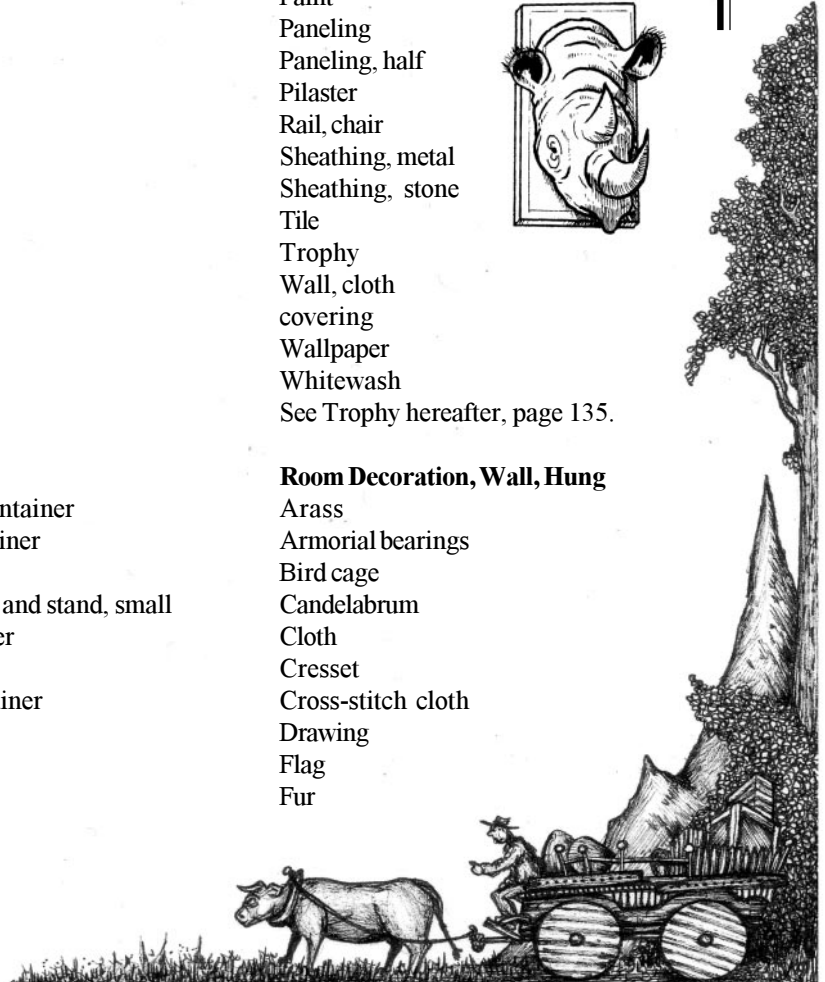 ntainer
iner
and stand, small
er
iner
Paint
Paneling
Paneling, half
Pilaster
Rail, chair
Sheathing, metal
Sheathing, stone
Tile
Trophy
Wall, cloth
covering
Wallpaper
Whitewash
See Trophy hereafter, page 135.
Room Decoration, Wall, Hung
Arass
Armorial bearings
Bird cage
Candelabrum
Cloth
Cresset
Cross-stitch cloth
Drawing
Flag
Fur